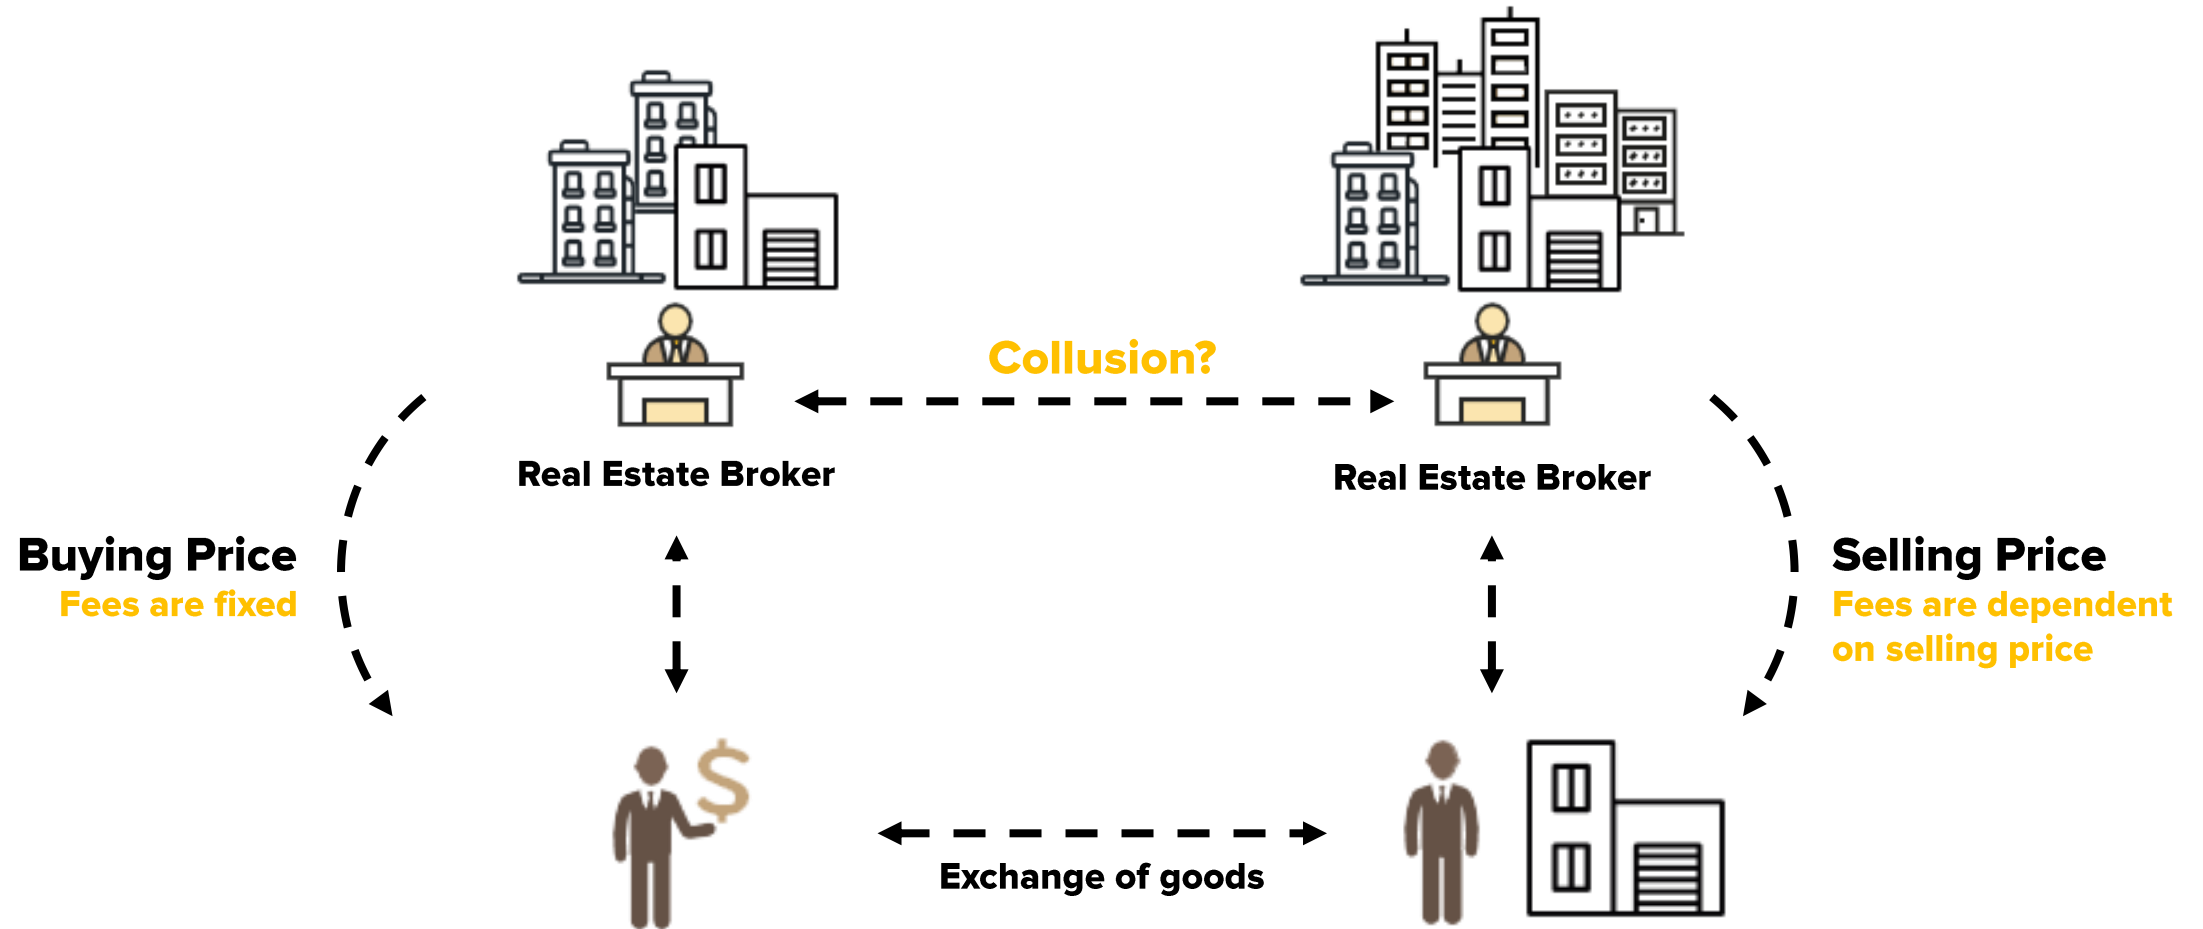 Collusion?
Real Estate Broker
Real Estate Broker
Buying Price
Fees are fixed
Selling Price
Fees are dependent
on selling price
$
Exchange of goods